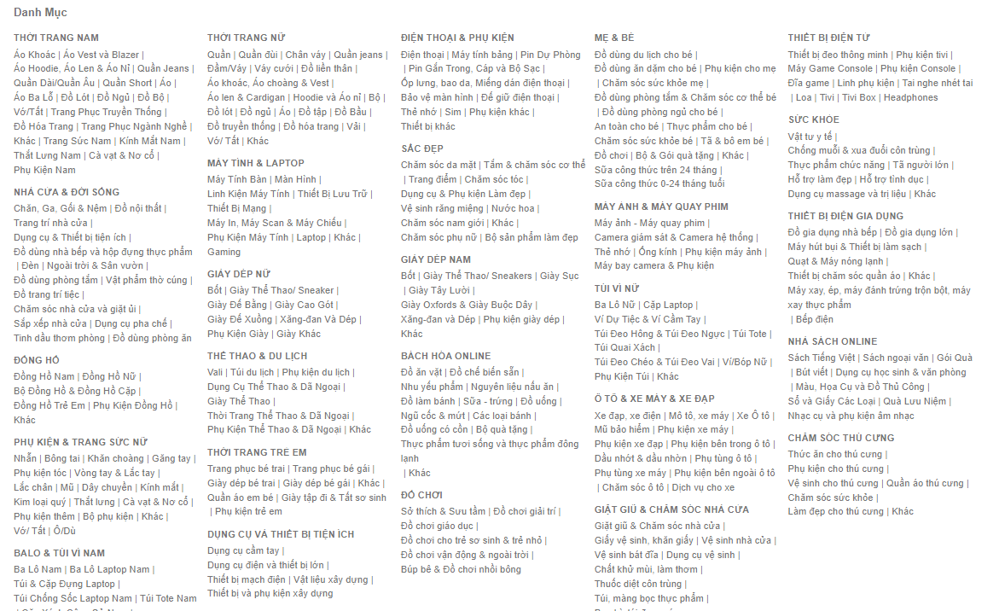 Danh Mục
THỜI TRANG NAM
Áo Khoác | Áo Vest và Blazer |
Áo Hoodie, Áo Len & Áo Nỉ | Quần Jeans |
Quần Dài/Quần Âu | Quần Short | Áo |
Áo Ba Lỗ | Đồ Lót | Đồ Ngủ | Đồ Bộ |
Vớ/Tất | Trang Phục Truyền Thống |
Đồ Hóa Trang | Trang Phục Ngành Nghề |
Khác | Trang Sức Nam | Kính Mắt Nam |
Thắt Lưng Nam | Cà vạt & Nơ cổ |
Phụ Kiện Nam
NHÀ CỬA & ĐỜI SỐNG
Chăn, Ga, Gối & Nệm | Đồ nội thất |
Trang trí nhà cửa |
Dụng cụ & Thiết bị tiện ích |
Đồ dùng nhà bếp và hộp đựng thực phẩm
| Đèn | Ngoài trời & Sân vườn |
Đồ dùng phòng tắm | Vật phẩm thờ cúng |
Đồ trang trí tiệc |
Chăm sóc nhà cửa và giặt ủi |
Sắp xếp nhà cửa | Dụng cụ pha chế |
Tinh dầu thơm phòng | Đồ dùng phòng ăn
ĐỒNG HỒ
Đồng Hồ Nam | Đồng Hồ Nữ |
Bộ Đồng Hồ & Đồng Hồ Cặp |
Đồng Hồ Trẻ Em | Phụ Kiện Đồng Hồ |
Khác
PHỤ KIỆN & TRANG SỨC NỮ
Nhẫn | Bông tai | Khăn choàng | Găng tay |
Phụ kiện tóc | Vòng tay & Lắc tay |
Lắc chân | Mũ | Dây chuyền | Kính mắt |
Kim loại quý | Thắt lưng | Cà vạt & Nơ cổ |
Phụ kiện thêm | Bộ phụ kiện | Khác |
Vớ/ Tất | Ô/Dù
BALO & TÚI VÍ NAM
Ba Lô Nam | Ba Lô Laptop Nam |
Túi & Cặp Đựng Laptop |
Túi Chống Sốc Laptop Nam | Túi Tote Nam
THỜI TRANG NỮ
Quần | Quần đùi | Chân váy | Quần jeans |
Đầm/Váy | Váy cưới | Đồ liền thân |
Áo khoác, Áo choàng & Vest |
Áo len & Cardigan | Hoodie và Áo nỉ | Bộ |
Đồ lót | Đồ ngủ | Áo | Đồ tập | Đồ Bầu |
Đồ truyền thống | Đồ hóa trang | Vải |
Vớ/ Tất | Khác
MÁY TÍNH & LAPTOP
Máy Tính Bàn | Màn Hình |
Linh Kiện Máy Tính | Thiết Bị Lưu Trữ |
Thiết Bị Mạng |
Máy In, Máy Scan & Máy Chiếu |
Phụ Kiện Máy Tính | Laptop | Khác |
Gaming
GIÀY DÉP NỮ
Bốt | Giày Thể Thao/ Sneaker |
Giày Đế Bằng | Giày Cao Gót |
Giày Đế Xuồng | Xăng-đan Và Dép |
Phụ Kiện Giày | Giày Khác
THỂ THAO & DU LỊCH
Vali | Túi du lịch | Phụ kiện du lịch |
Dụng Cụ Thể Thao & Dã Ngoại |
Giày Thể Thao |
Thời Trang Thể Thao & Dã Ngoại |
Phụ Kiện Thể Thao & Dã Ngoại | Khác
THỜI TRANG TRẺ EM
Trang phục bé trai | Trang phục bé gái |
Giày dép bé trai | Giày dép bé gái | Khác |
Quần áo em bé | Giày tập đi & Tất sơ sinh
| Phụ kiện trẻ em
DỤNG CỤ VÀ THIẾT BỊ TIỆN ÍCH
Dụng cụ cầm tay |
Dụng cụ điện và thiết bị lớn |
Thiết bị mạch điện | Vật liệu xây dựng |
Thiết bị và phụ kiện xây dựng
ĐIỆN THOẠI & PHỤ KIỆN
Điện thoại | Máy tính bảng | Pin Dự Phòng
| Pin Gắn Trong, Cáp và Bộ Sạc |
Ốp lưng, bao da, Miếng dán điện thoại |
Bảo vệ màn hình | Đế giữ điện thoại |
Thẻ nhớ | Sim | Phụ kiện khác |
Thiết bị khác
SẮC ĐẸP
Chăm sóc da mặt | Tắm & chăm sóc cơ thể
| Trang điểm | Chăm sóc tóc |
Dụng cụ & Phụ kiện Làm đẹp |
Vệ sinh răng miệng | Nước hoa |
Chăm sóc nam giới | Khác |
Chăm sóc phụ nữ | Bộ sản phẩm làm đẹp
GIÀY DÉP NAM
Bốt | Giày Thể Thao/ Sneakers | Giày Sục
| Giày Tây Lười |
Giày Oxfords & Giày Buộc Dây |
Xăng-đan và Dép | Phụ kiện giày dép |
Khác
BÁCH HÓA ONLINE
Đồ ăn vặt | Đồ chế biến sẵn |
Nhu yếu phẩm | Nguyên liệu nấu ăn |
Đồ làm bánh | Sữa - trứng | Đồ uống |
Ngũ cốc & mứt | Các loại bánh |
Đồ uống có cồn | Bộ quà tặng |
Thực phẩm tươi sống và thực phẩm đông
lạnh
| Khác
ĐỒ CHƠI
Sở thích & Sưu tầm | Đồ chơi giải trí |
Đồ chơi giáo dục |
Đồ chơi cho trẻ sơ sinh & trẻ nhỏ |
Đồ chơi vận động & ngoài trời |
Búp bê & Đồ chơi nhồi bông
MẸ & BÉ
Đồ dùng du lịch cho bé |
Đồ dùng ăn dặm cho bé | Phụ kiện cho mẹ
| Chăm sóc sức khỏe mẹ |
Đồ dùng phòng tắm & Chăm sóc cơ thể bé
| Đồ dùng phòng ngủ cho bé |
An toàn cho bé | Thực phẩm cho bé |
Chăm sóc sức khỏe bé | Tã & bô em bé |
Đồ chơi | Bộ & Gói quà tặng | Khác |
Sữa công thức trên 24 tháng |
Sữa công thức 0-24 tháng tuổi
MÁY ẢNH & MÁY QUAY PHIM
Máy ảnh - Máy quay phim |
Camera giám sát & Camera hệ thống |
Thẻ nhớ | Ống kính | Phụ kiện máy ảnh |
Máy bay camera & Phụ kiện
TÚI VÍ NỮ
Ba Lô Nữ | Cặp Laptop |
Ví Dự Tiệc & Ví Cầm Tay |
Túi Đeo Hông & Túi Đeo Ngực | Túi Tote |
Túi Quai Xách |
Túi Đeo Chéo & Túi Đeo Vai | Ví/Bóp Nữ |
Phụ Kiện Túi | Khác
Ô TÔ & XE MÁY & XE ĐẠP
Xe đạp, xe điện | Mô tô, xe máy | Xe Ô tô |
Mũ bảo hiểm | Phụ kiện xe máy |
Phụ kiện xe đạp | Phụ kiện bên trong ô tô |
Dầu nhớt & dầu nhờn | Phụ tùng ô tô |
Phụ tùng xe máy | Phụ kiện bên ngoài ô tô
| Chăm sóc ô tô | Dịch vụ cho xe
GIẶT GIŨ & CHĂM SÓC NHÀ CỬA
Giặt giũ & Chăm sóc nhà cửa |
Giấy vệ sinh, khăn giấy | Vệ sinh nhà cửa |
Vệ sinh bát đĩa | Dụng cụ vệ sinh |
Chất khử mùi, làm thơm |
Thuốc diệt côn trùng |
Túi, màng bọc thực phẩm |
THIẾT BỊ ĐIỆN TỬ
Thiết bị đeo thông minh | Phụ kiện tivi |
Máy Game Console | Phụ kiện Console |
Đĩa game | Linh phụ kiện | Tai nghe nhét tai
| Loa | Tivi | Tivi Box | Headphones
SỨC KHỎE
Vật tư y tế |
Chống muỗi & xua đuổi côn trùng |
Thực phẩm chức năng | Tã người lớn |
Hỗ trợ làm đẹp | Hỗ trợ tình dục |
Dụng cụ massage và trị liệu | Khác
THIẾT BỊ ĐIỆN GIA DỤNG
Đồ gia dụng nhà bếp | Đồ gia dụng lớn |
Máy hút bụi & Thiết bị làm sạch |
Quạt & Máy nóng lạnh |
Thiết bị chăm sóc quần áo | Khác |
Máy xay, ép, máy đánh trứng trộn bột, máy
xay thực phẩm
| Bếp điện
NHÀ SÁCH ONLINE
Sách Tiếng Việt | Sách ngoại văn | Gói Quà
| Bút viết | Dụng cụ học sinh & văn phòng
| Màu, Họa Cụ và Đồ Thủ Công |
Sổ và Giấy Các Loại | Quà Lưu Niệm |
Nhạc cụ và phụ kiện âm nhạc
CHĂM SÓC THÚ CƯNG
Thức ăn cho thú cưng |
Phụ kiện cho thú cưng |
Vệ sinh cho thú cưng | Quần áo thú cưng |
Chăm sóc sức khỏe |
Làm đẹp cho thú cưng | Khác